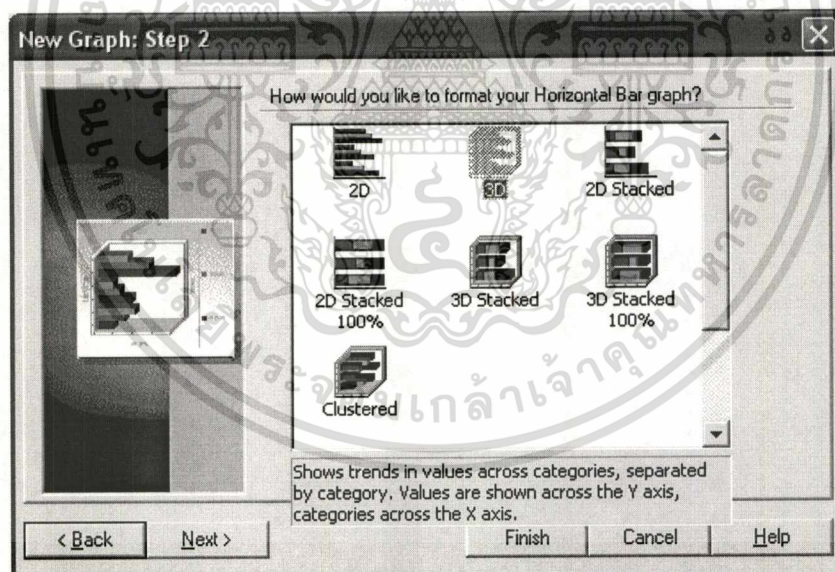 New Graph: Step 2
How would you like to format your Horizontal Bar graph?
2D
3D
2D Stacked
2D Stacked
100%
3D Stacked
3D Stacked
100%
Clustered
Shows trends in values across categories, separated
by category. Values are shown across the Y axis,
categories across the X axis.
< Back
Next >
Finish
Cancel
Help